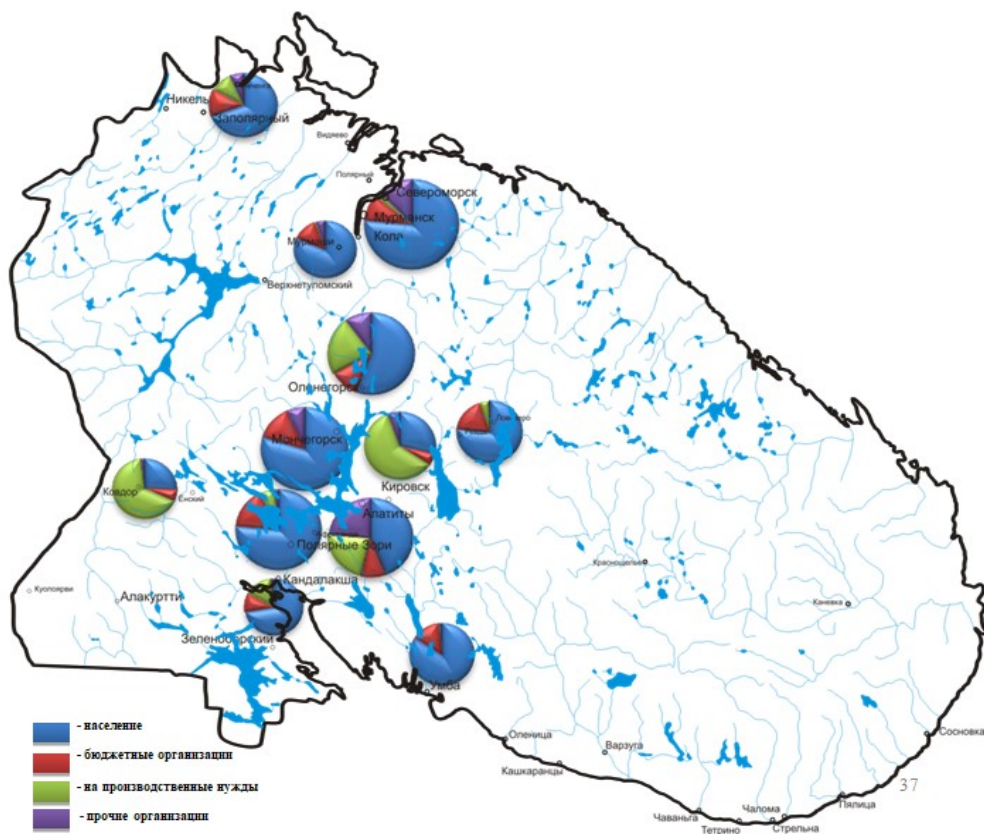 Никель
Заполярный
Видяево
Полярный
Североморск
Мурманск
Кола
Мурмаши
Верхнетуломский
Оленегорск
Мончегорск
Кировск
Ковдор
Ёнский
Апатиты
Полярные Зори
Кандалакша
Куолоярви
Алакуртти
Зеленоборский
Умба
Краснощелье
Каневка
Оленица
Варзуга
Кашкаранцы
Сосновка
Пялица
Чаваньга
Чапома
Тетрино
Стрельна
- население
- бюджетные организации
- на производственные нужды
- прочие организации
37